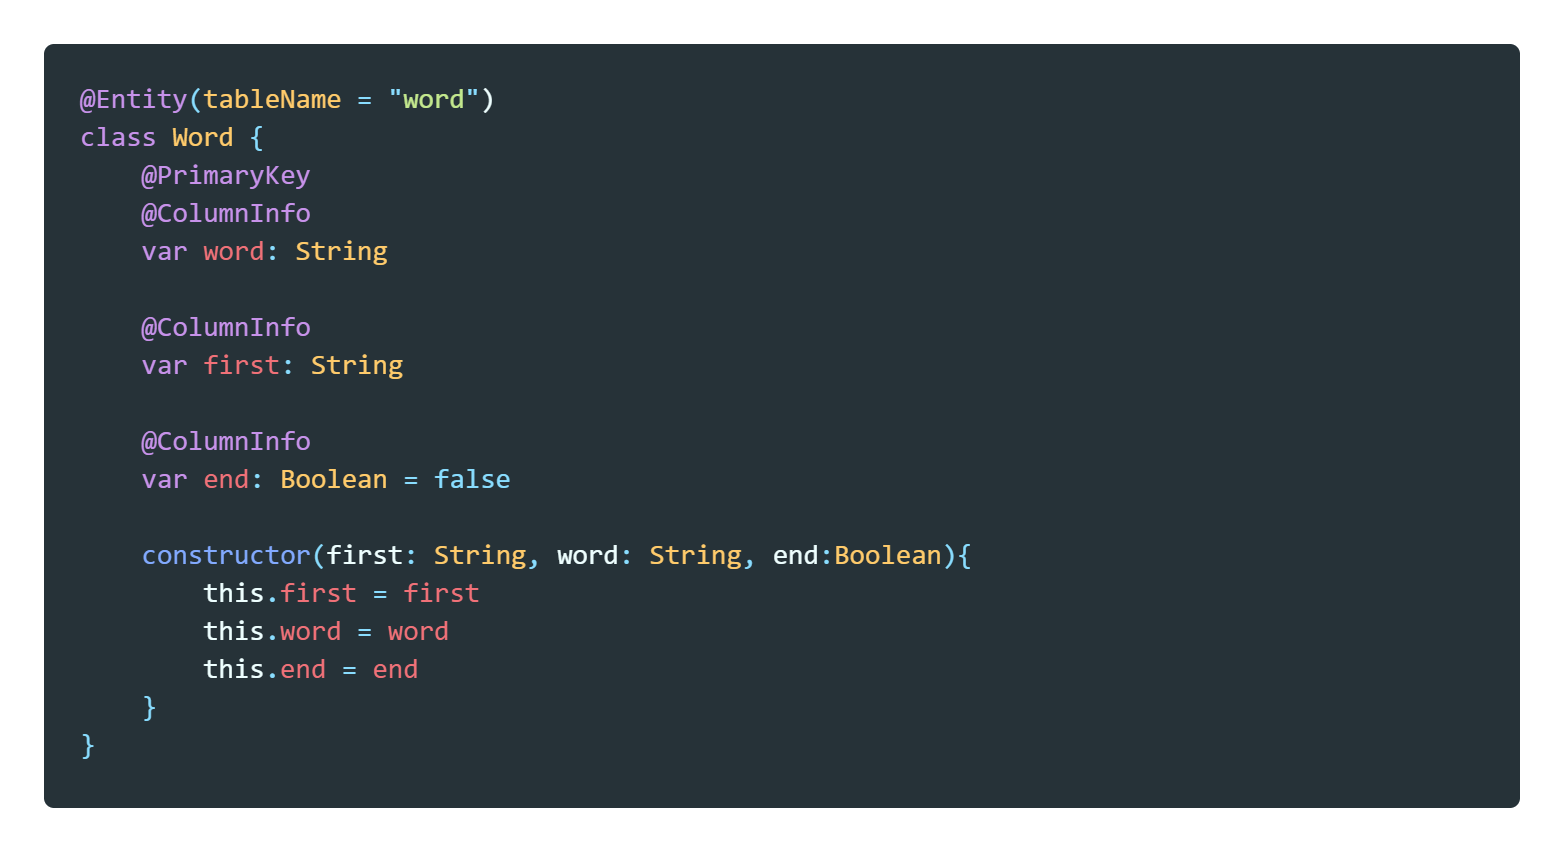 @Entity(tableName = "word")
class Word {
    @PrimaryKey
    @ColumnInfo
    var word: String

    @ColumnInfo
    var first: String

    @ColumnInfo
    var end: Boolean = false

    constructor(first: String, word: String, end:Boolean){
        this.first = first
        this.word = word
        this.end = end
    }
}